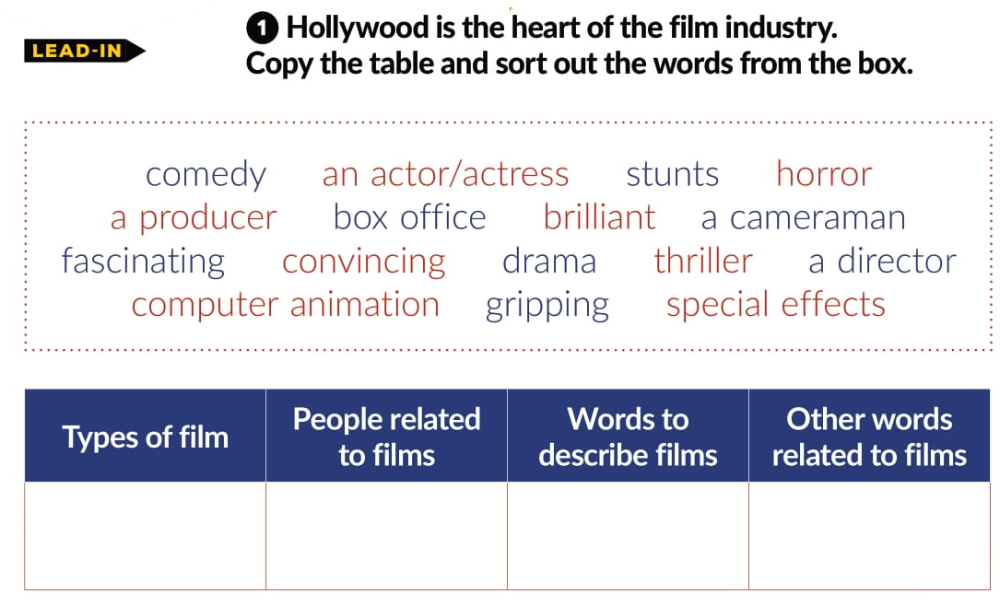 LEAD-IN
1 Hollywood is the heart of the film industry.
Copy the table and sort out the words from the box.
comedy an actor/actress stunts horror
a producer box office brilliant a cameraman
fascinating convincing drama thriller a director
computer animation gripping special effects
Types of film
People related
to films
Words to
describe films
Other words
related to films